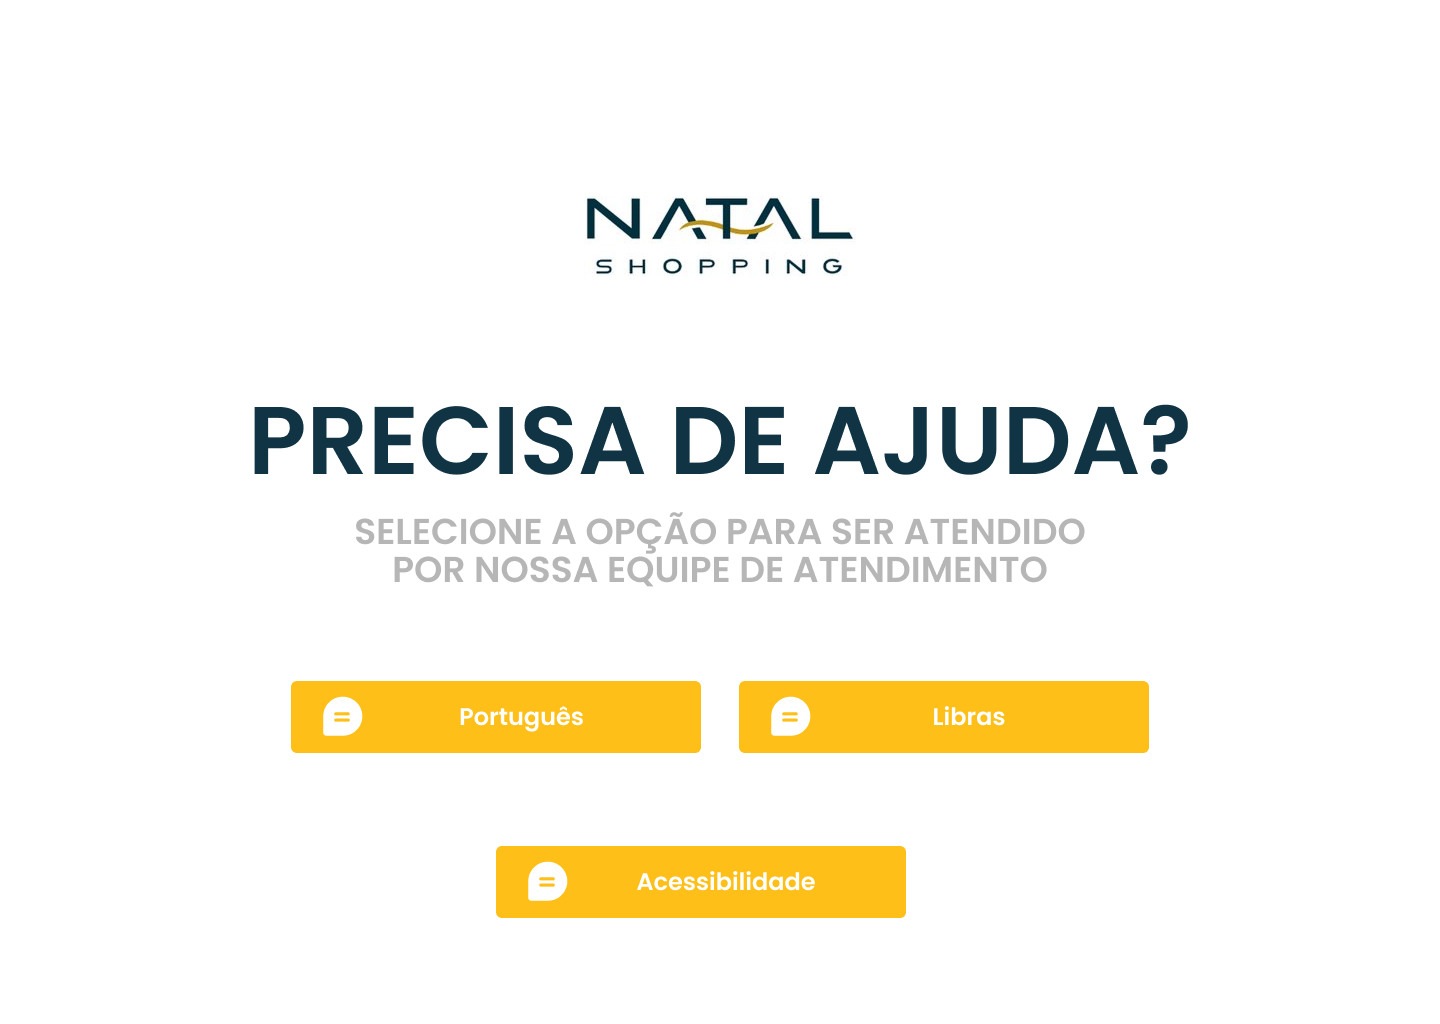 NATAL
SHOPPING
PRECISA DE AJUDA?
SELECIONE A OPÇÃO PARA SER ATENDIDO
POR NOSSA EQUIPE DE ATENDIMENTO
Português
Libras
Acessibilidade